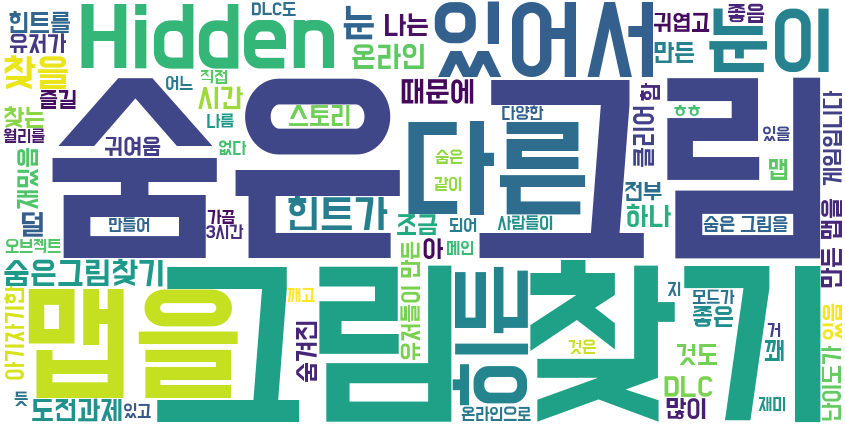 힌트를
유저가
찾을
즐길
찾는
월리를
Hidden
DLC도
눈
나는
온라인
있어서
귀엽고
만든
좋음
눈이
어느
직접
시간
나름
없다
때문에
숨은
스토리
그림
다른
다양한
숨은
같이
클리어
함
ㅎㅎ
있을
맵
게임입니다
재밌음
덜
귀여움
만들어
가끔
3시간
힌트가
조금
되어
사람들이
전부
하나
숨은 그림을
오브젝트
아
메인
숨은그림찾기
아기자기한
맵을
그림
깨고
숨겨진
유저들이 만든
플레이
찾기
것은
지
모드가
좋은
거
꽤
것도
DLC
많이
재미
만든 맵을
있음
난이도가
듯
도전과제
있고
온라인으로